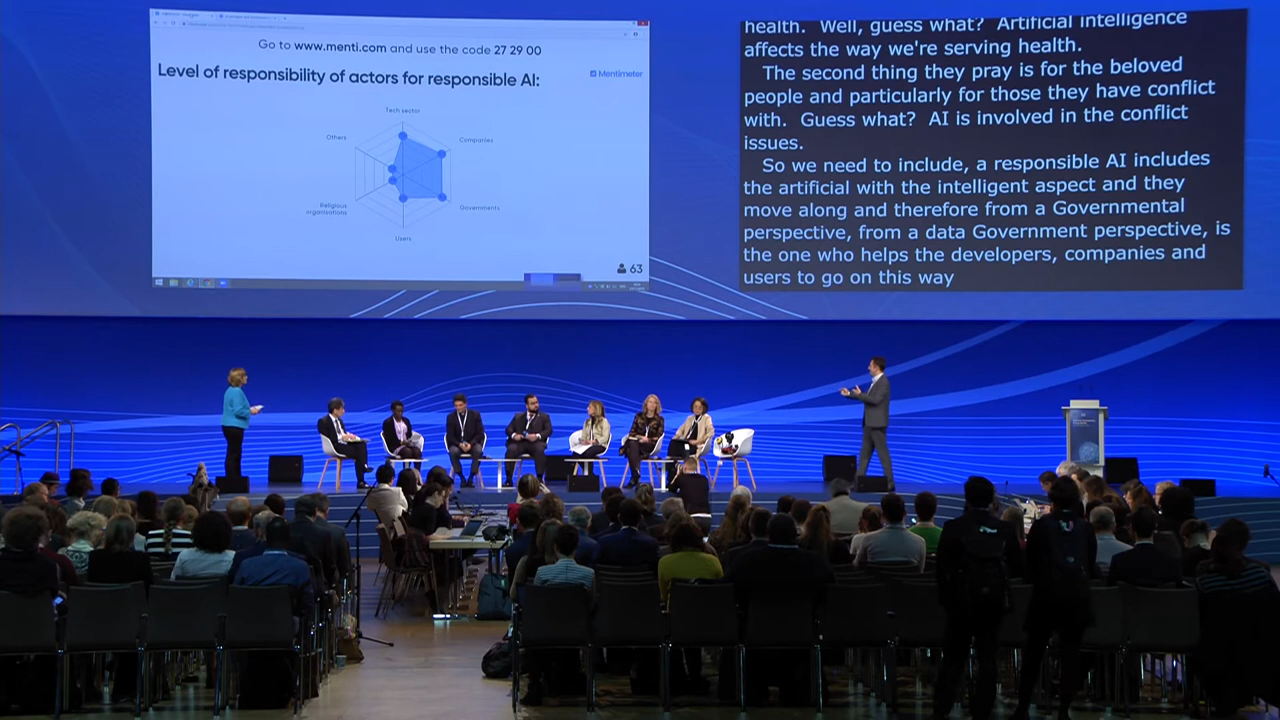 Go to www.menti.com and use the code 27 29 00
Level of responsibility of actors for responsible AI:
Mentimeter
Tech sector
Others
Companies
Religious
organisations
Governments
Users
63
health. Well, guess what? Artificial intelligence
affects the way we're serving health.
The second thing they pray is for the beloved
people and particularly for those they have conflict
with. Guess what? AI is involved in the conflict
issues.
So we need to include, a responsible AI includes
the artificial with the intelligent aspect and they
move along and therefore from a Governmental
perspective, from a data Government perspective, is
the one who helps the developers, companies and
users to go on this way